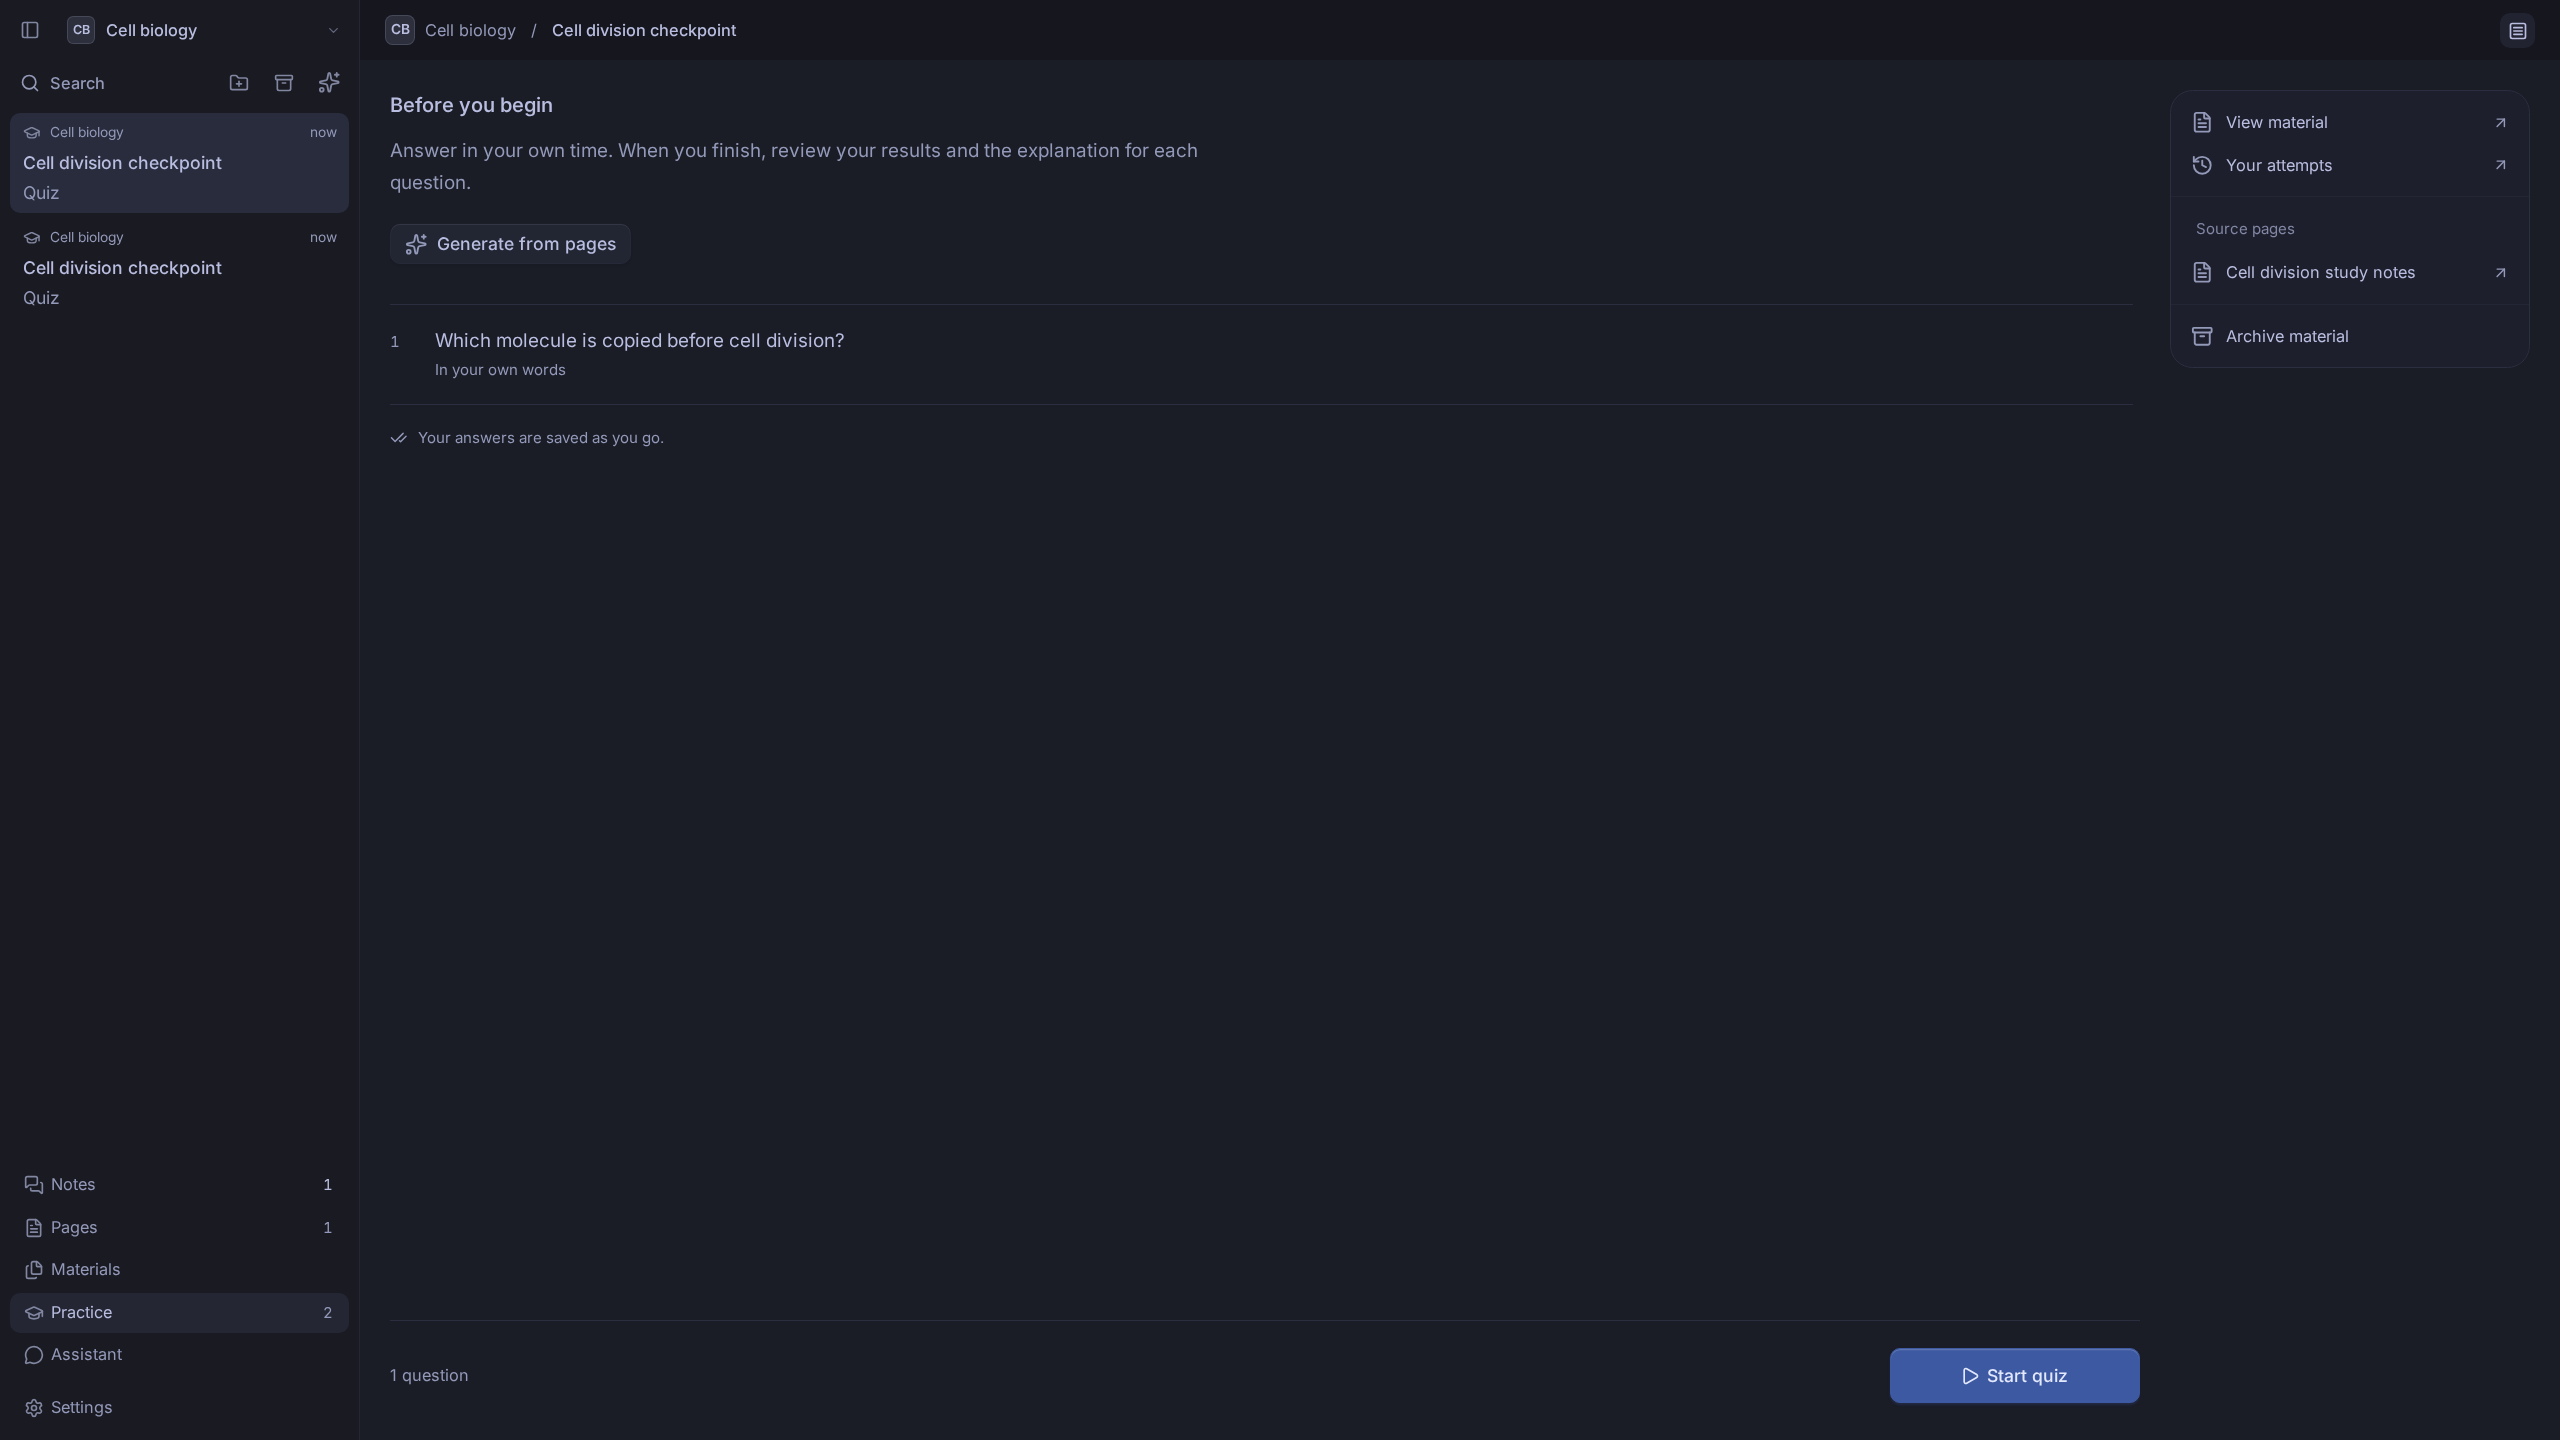 CB Cell biology
Search
Cell biology now
Cell division checkpoint
Quiz
Cell biology now
Cell division checkpoint
Quiz
Notes 1
Pages 1
Materials
Practice 2
Assistant
Settings
CB Cell biology / Cell division checkpoint
Before you begin
Answer in your own time. When you finish, review your results and the explanation for each
question.
Generate from pages
1 Which molecule is copied before cell division?
In your own words
Your answers are saved as you go.
1 question
Start quiz
View material
Your attempts
Source pages
Cell division study notes
Archive material